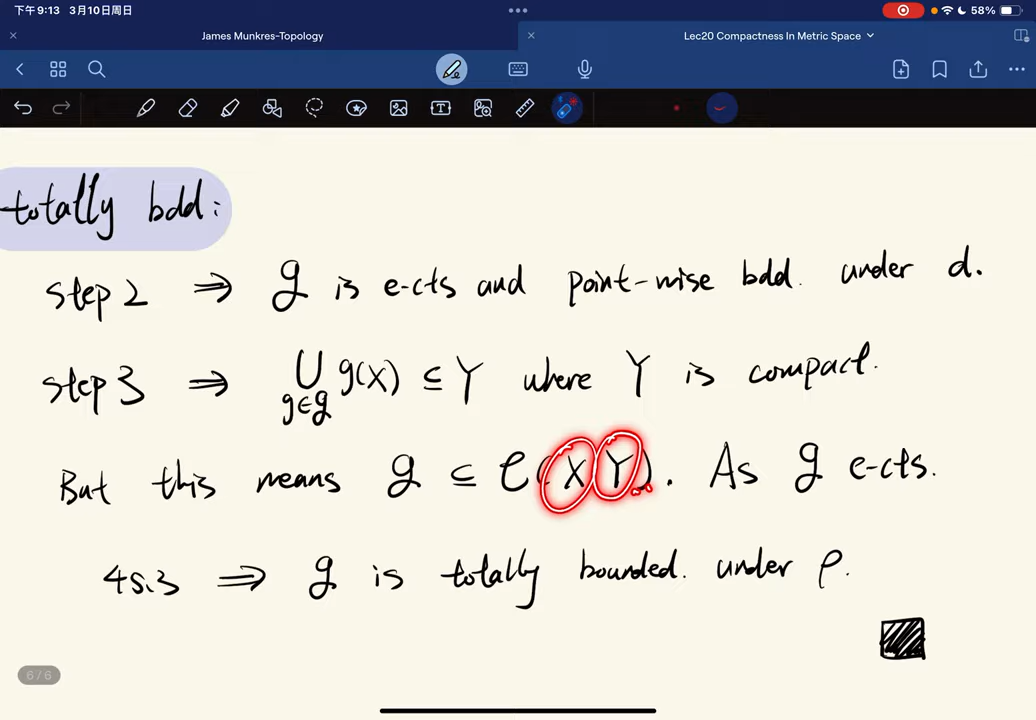 下午9:13 3月10日周日
58%
James Munkres-Topology
Lec20 Compactness In Metric Space
totally bdd:
step 2 ⇒ g is e-cts and point-wise bdd. under d.
step 3 ⇒ ⋃ g(X) ⊆ Y where Y is compact.
g∈g
But this means g ⊆ C(X Y). As g e-cts.
45.3 ⇒ g is totally bounded. under ρ.
6 / 6